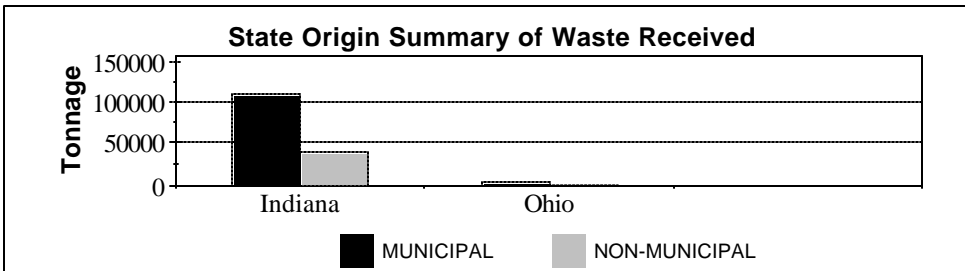 State Origin Summary of Waste Received
Tonnage
150000
100000
50000
0
Indiana Ohio
MUNICIPAL NON-MUNICIPAL